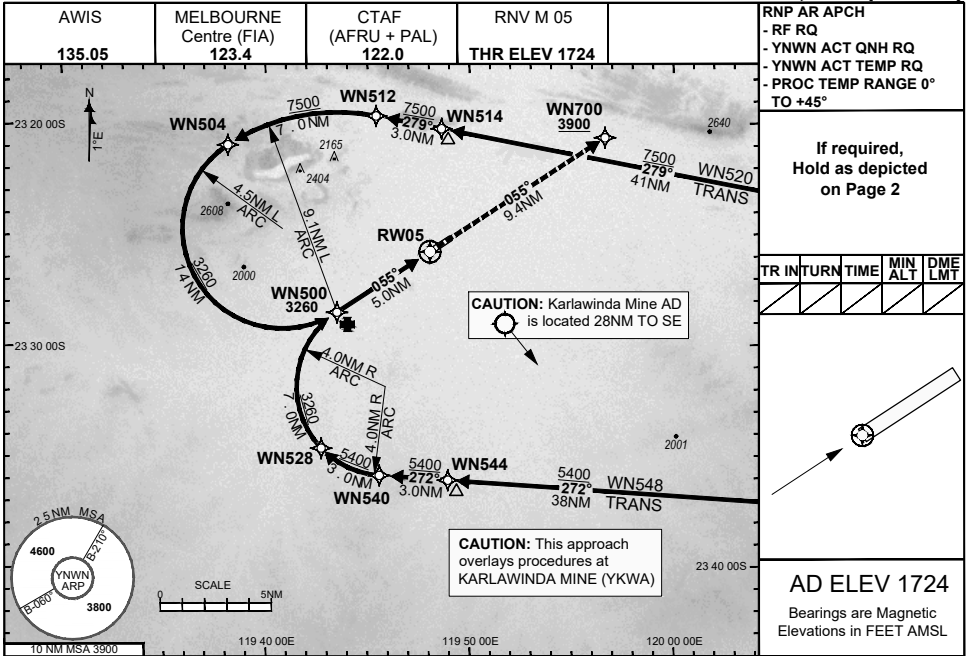 AWIS
135.05
MELBOURNE
Centre (FIA)
123.4
CTAF
(AFRU + PAL)
122.0
RNV M 05
THR ELEV 1724
RNP AR APCH
- RF RQ
- YNWN ACT QNH RQ
- YNWN ACT TEMP RQ
- PROC TEMP RANGE 0°
TO +45°
If required,
Hold as depicted
on Page 2
TR IN
TURN
TIME
MIN
ALT
DME
LMT
N
1°E
23 20 00S
WN504
7500
7.0NM
WN512
7500
279°
3.0NM
WN514
WN700
3900
2640
7500
279°
41NM
WN520
TRANS
2165
2404
4.5NM L
ARC
2608
9.1NM L
ARC
055°
9.4NM
RW05
3260
14NM
2000
WN500
3260
055°
5.0NM
CAUTION: Karlawinda Mine AD
is located 28NM TO SE
23 30 00S
4.0NM R
ARC
3260
7.0NM
4.0NM R
ARC
2001
WN528
5400
3.0NM
WN540
5400
272°
3.0NM
WN544
5400
272°
38NM
WN548
TRANS
25NM MSA
4600
B-210°
YNWN
ARP
B-060°
3800
10 NM MSA 3900
SCALE
0
5NM
CAUTION: This approach
overlays procedures at
KARLAWINDA MINE (YKWA)
23 40 00S
119 40 00E
119 50 00E
120 00 00E
AD ELEV 1724
Bearings are Magnetic
Elevations in FEET AMSL